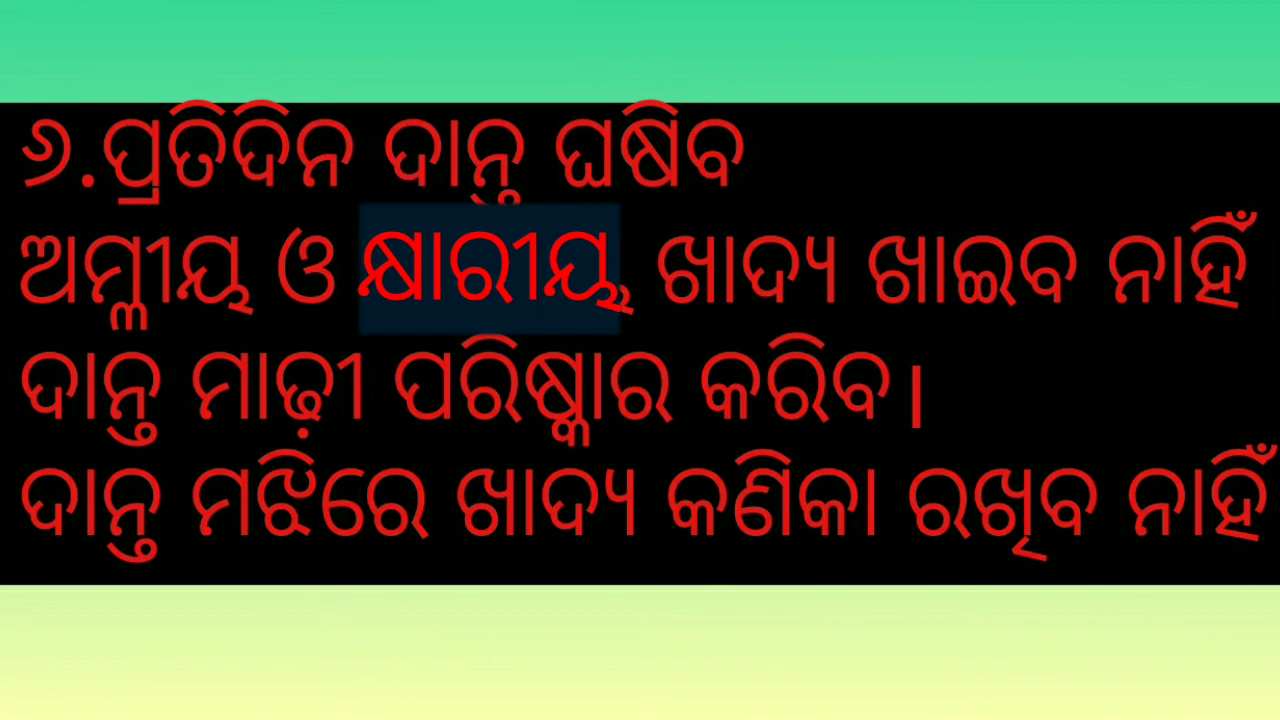 ୬.ପ୍ରତିଦିନ ଦାନ୍ତ ଘଷିବ
ଅମ୍ଳୀୟ ଓ କ୍ଷାରୀୟ ଖାଦ୍ୟ ଖାଇବ ନାହିଁ
ଦାନ୍ତ ମାଢ଼ୀ ପରିଷ୍କାର କରିବ।
ଦାନ୍ତ ମଝିରେ ଖାଦ୍ୟ କଣିକା ରଖିବ ନାହିଁ